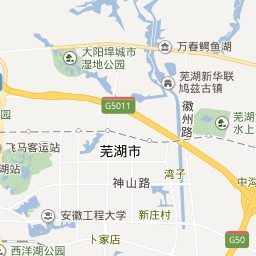 大阳垾城市
湿地公园
万春鳄鱼湖
芜湖新华联
鸠兹古镇
G5011
徽州路
芜湖
水上
园
飞马客运站
芜湖市
湖站
神山路
湾子
中沟
安徽工程大学
新庄村
卜家店
西洋湖公园
G50